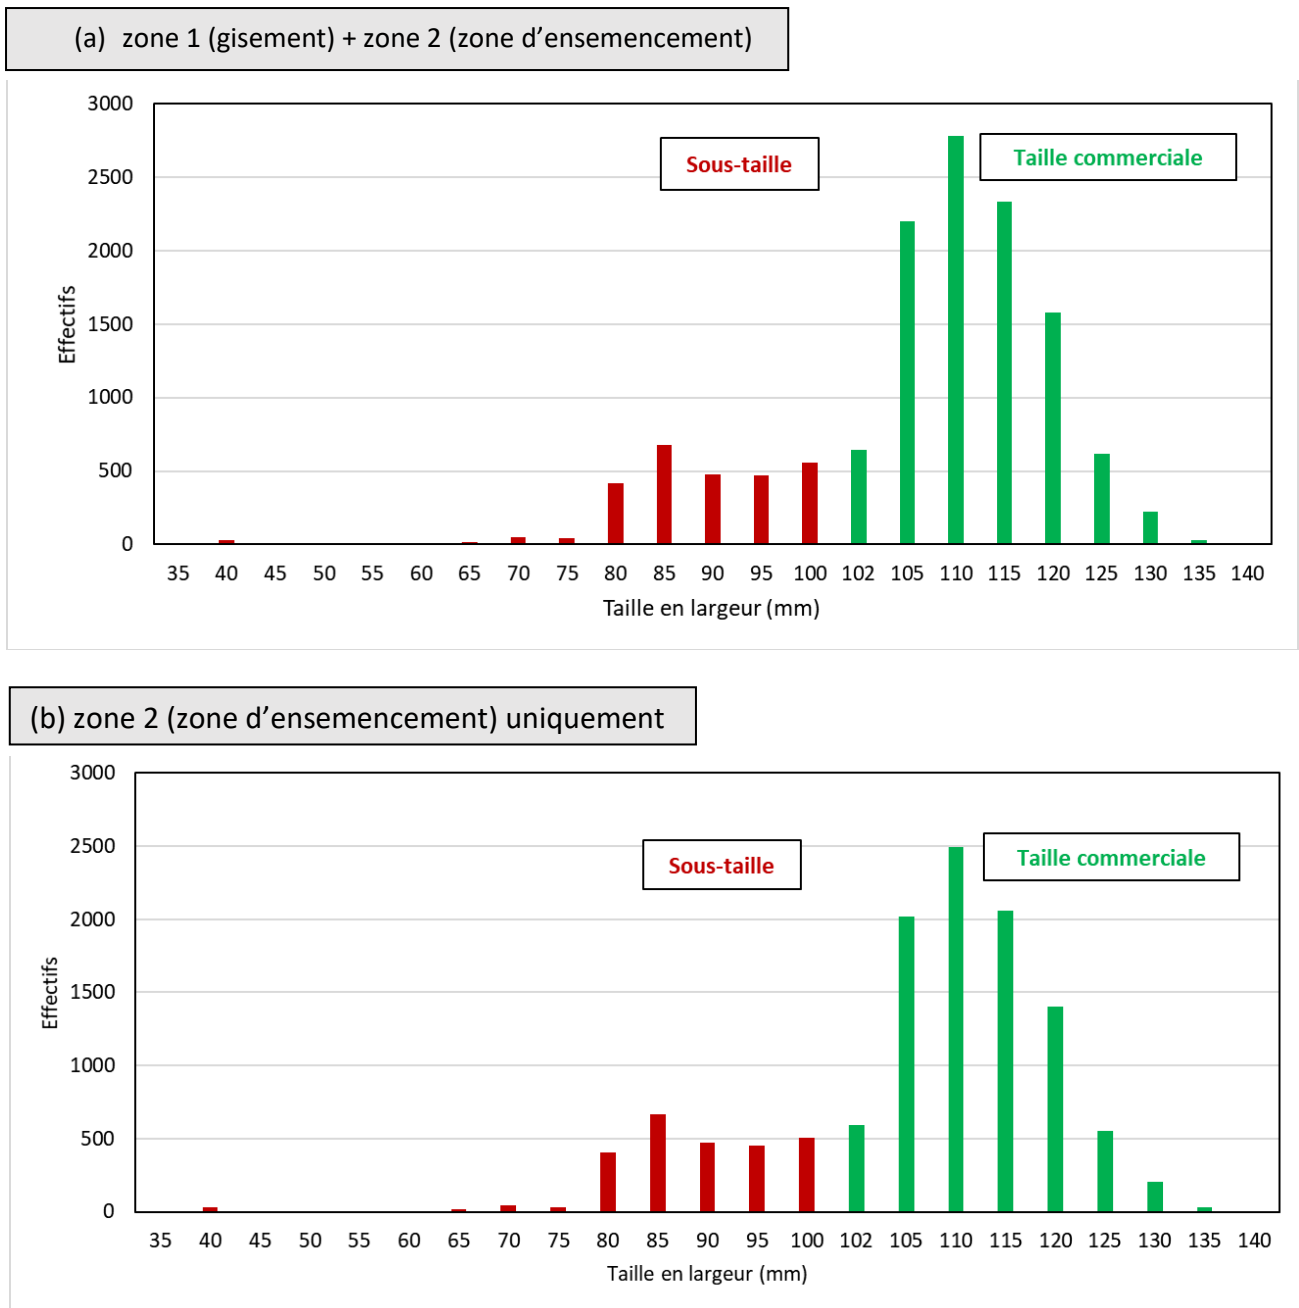 (a) zone 1 (gisement) + zone 2 (zone d’ensemencement)
3000
2500
2000
1500
1000
500
0
Effectifs
Sous-taille
Taille commerciale
35 40 45 50 55 60 65 70 75 80 85 90 95 100 102 105 110 115 120 125 130 135 140
Taille en largeur (mm)
(b) zone 2 (zone d’ensemencement) uniquement
3000
2500
2000
1500
1000
500
0
Effectifs
Sous-taille
Taille commerciale
35 40 45 50 55 60 65 70 75 80 85 90 95 100 102 105 110 115 120 125 130 135 140
Taille en largeur (mm)